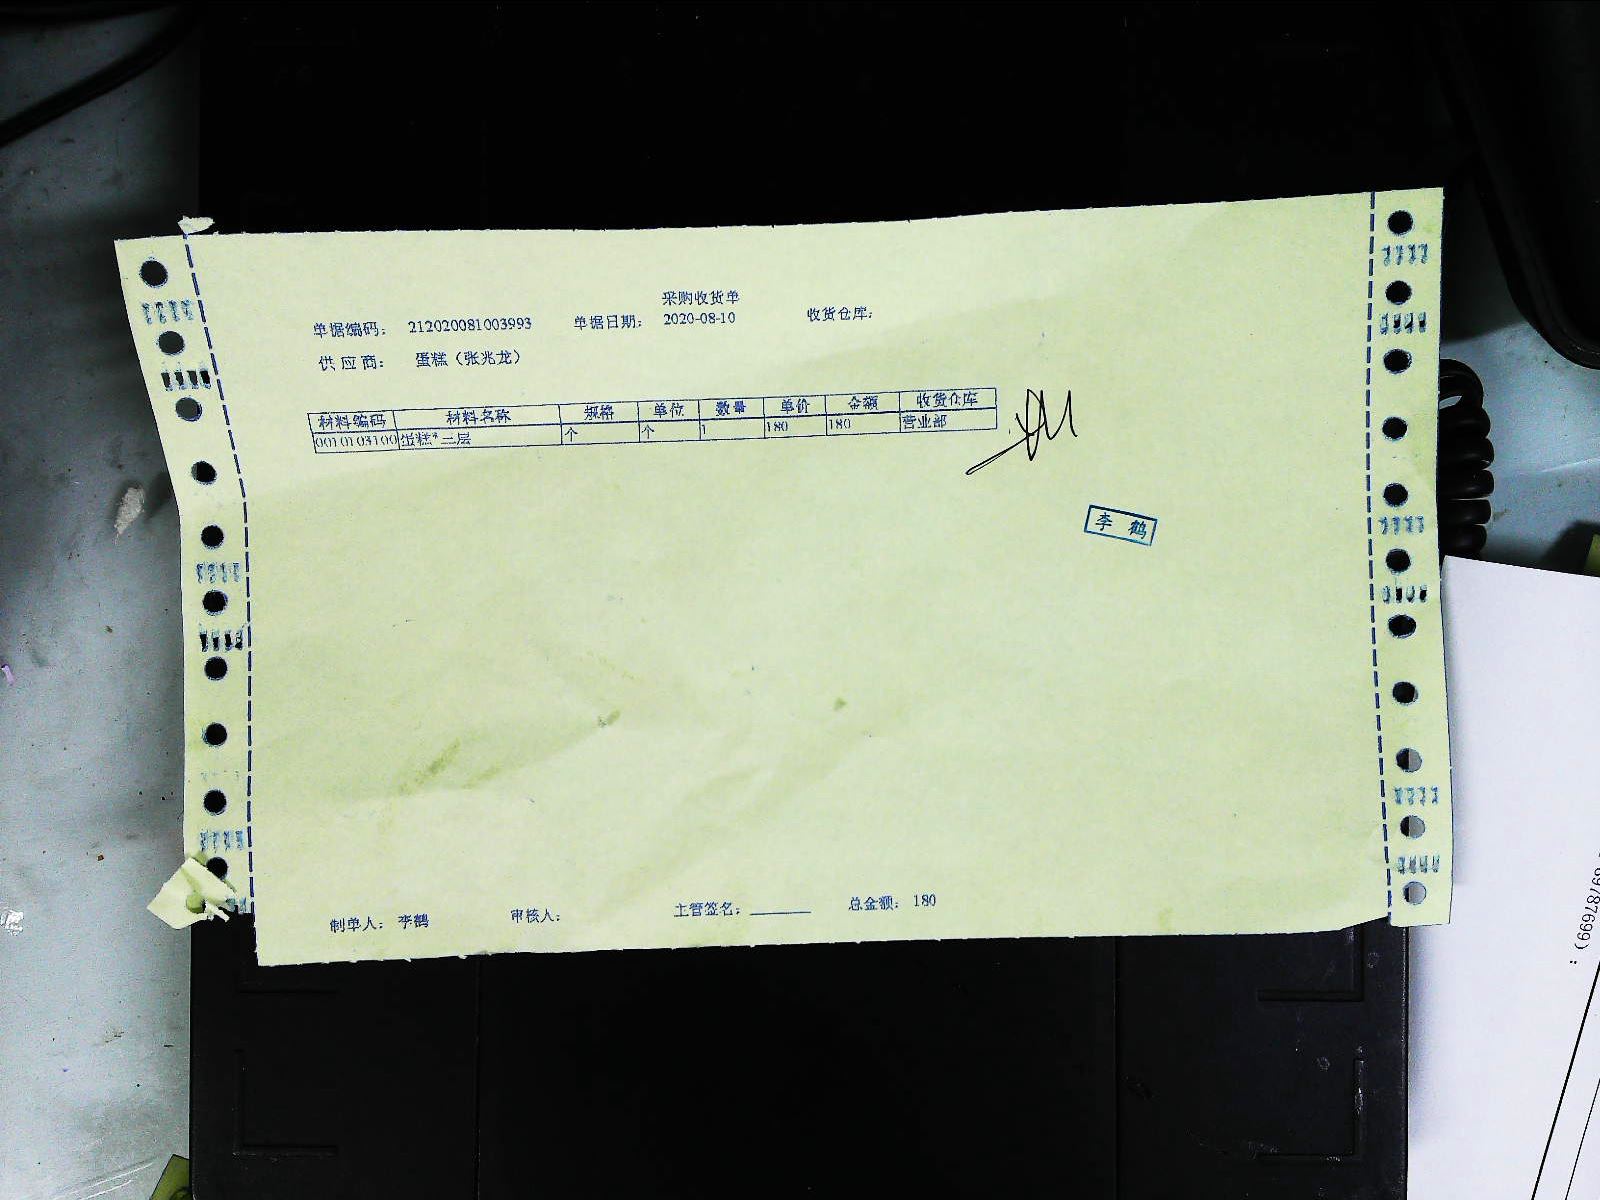 采购收货单
单据编码： 212020081003993 单据日期： 2020-08-10 收货仓库：
供应商： 蛋糕（张兆龙）
材料编码 材料名称 规格 单位 数量 单价 金额 收货仓库
0010103100 蛋糕*二层 个 个 1 180 180 营业部
李鹤
制单人： 李鹤 审核人： 主管签名： 总金额： 180
69787699)：